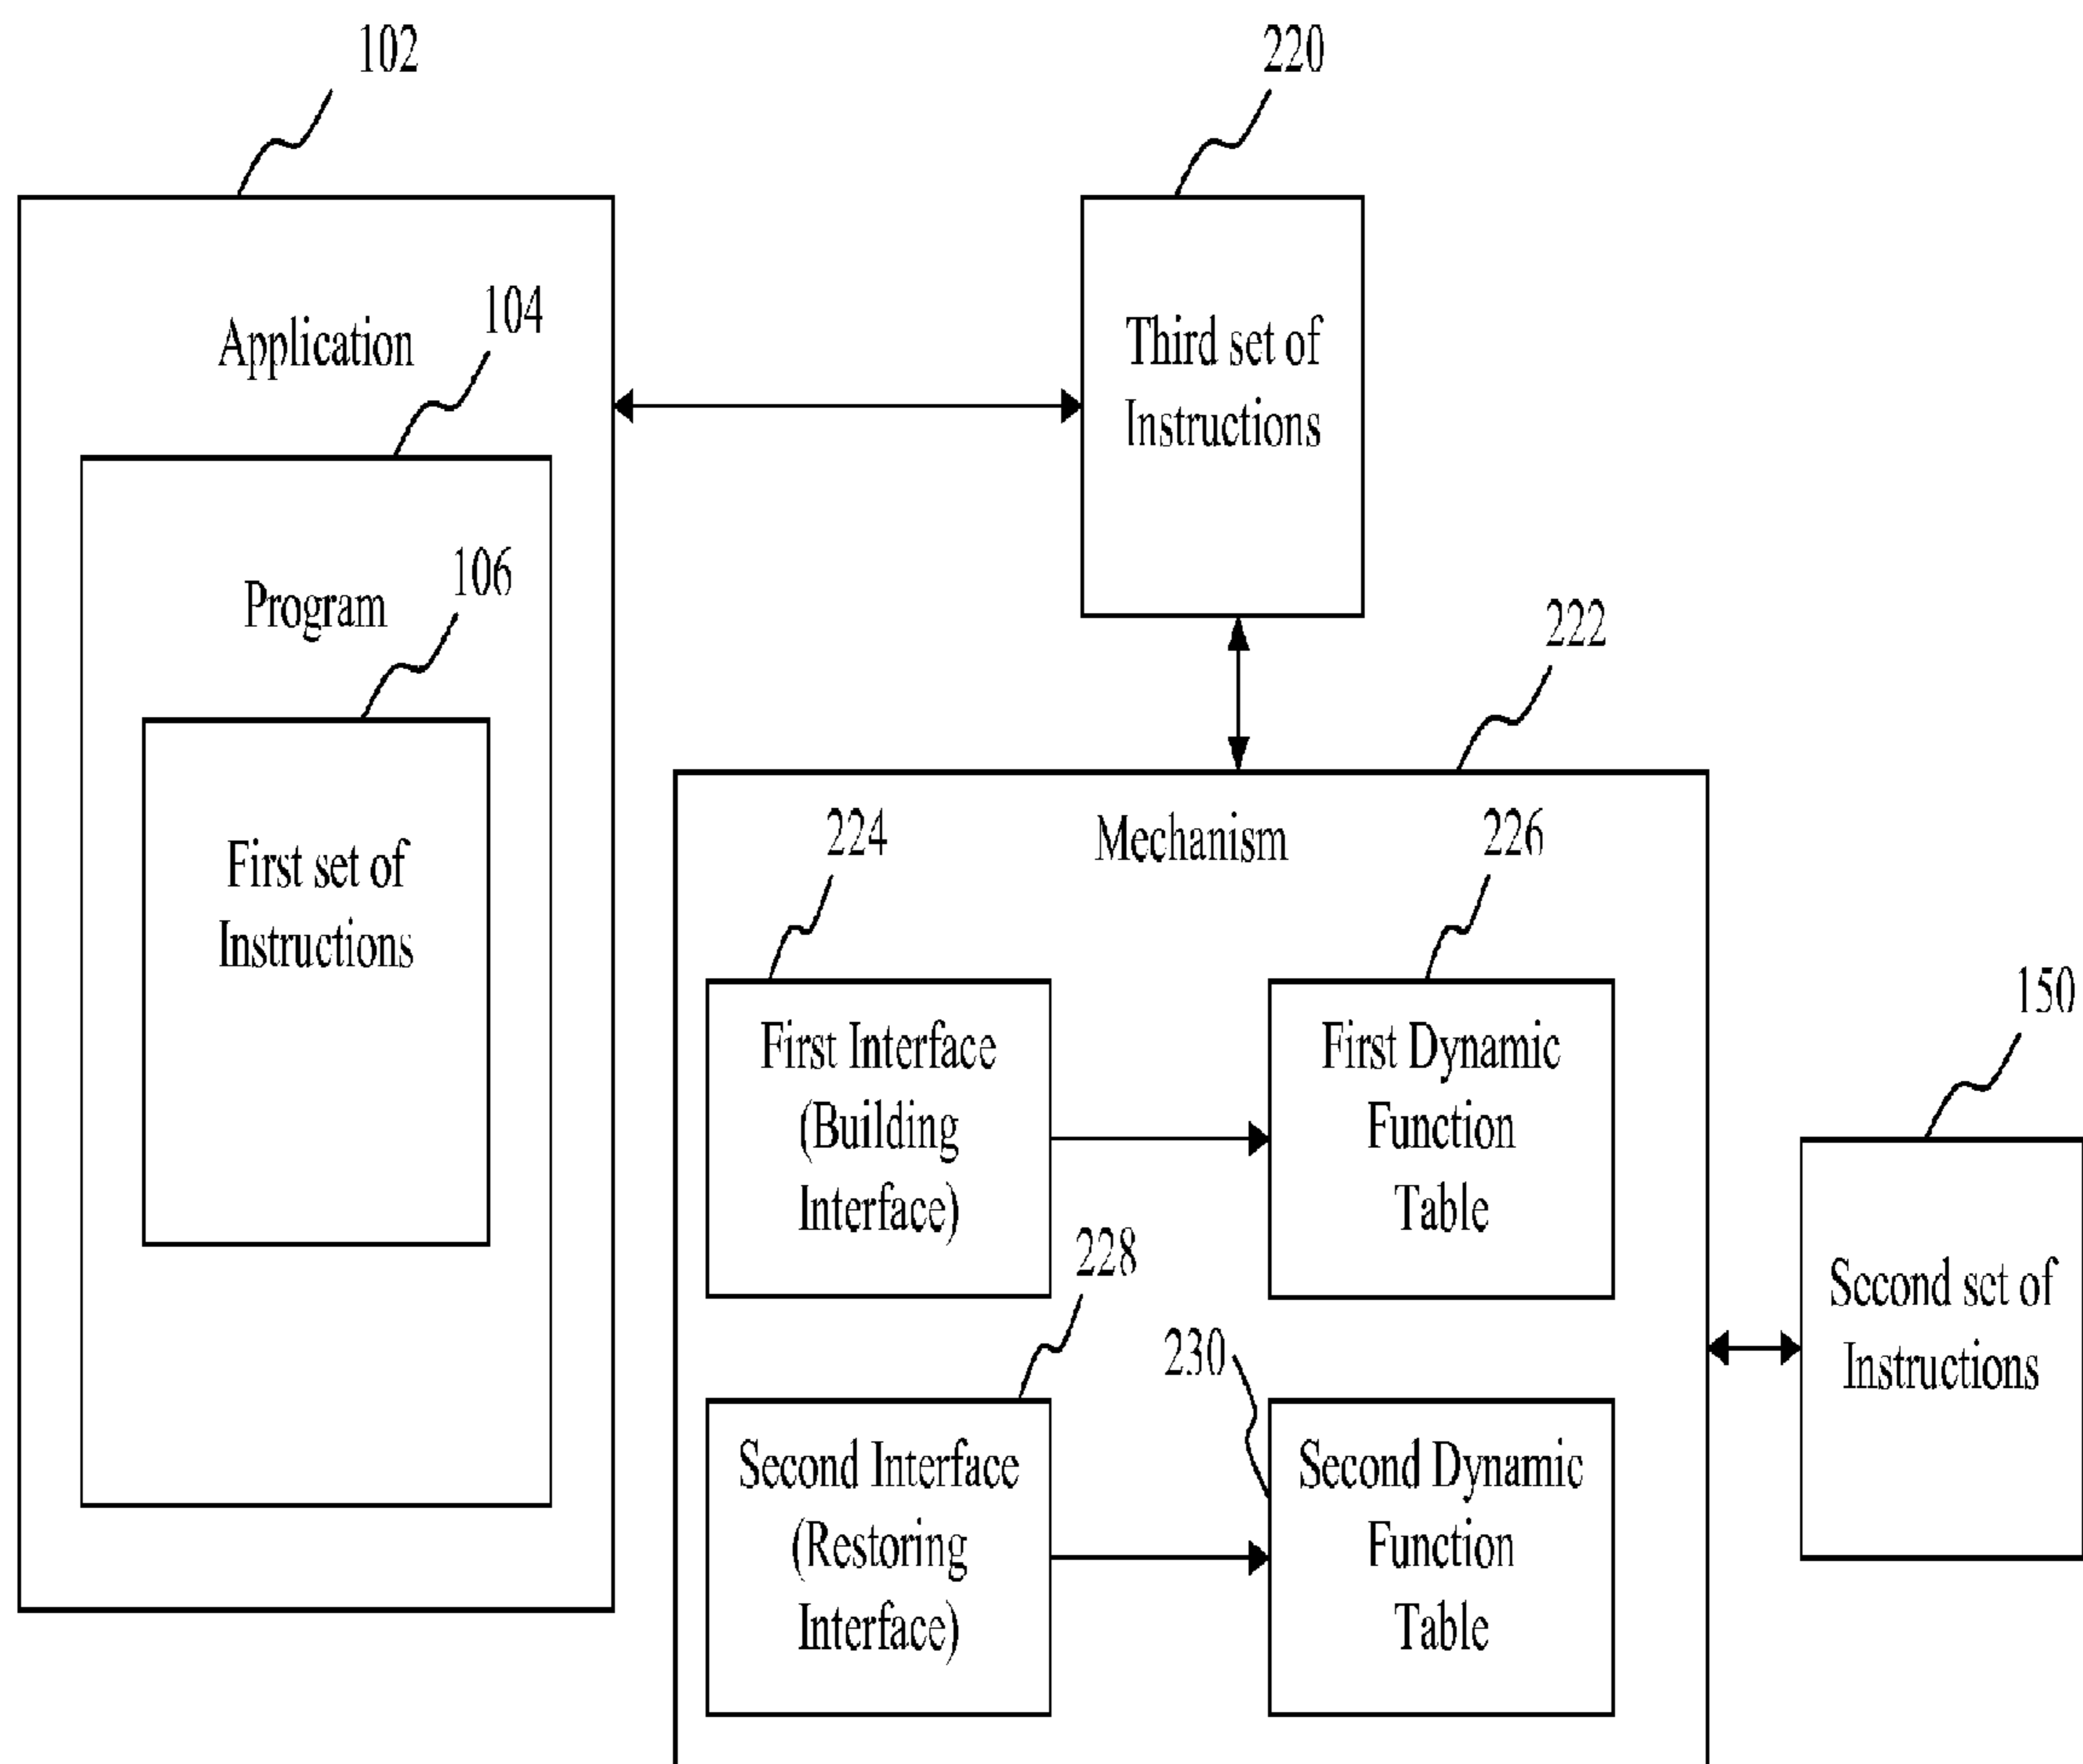 102
220
Application
104
Third set of
Instructions
Program
106
222
First set of
Instructions
Mechanism
224
226
First Interface
(Building
Interface)
First Dynamic
Function
Table
150
228
230
Second set of
Instructions
Second Interface
(Restoring
Interface)
Second Dynamic
Function
Table